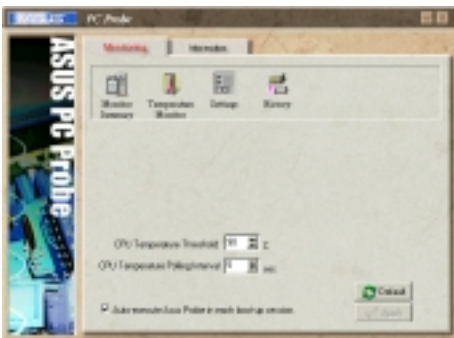 PC Probe
ASUS PC Probe
Monitoring
Information
Monitor Summary
Temperature Monitor
Settings
History
CPU Temperature Threshold
C
CPU Temperature Polling Interval
sec
Auto execute Asus Probe in each boot-up session.
Default
Apply